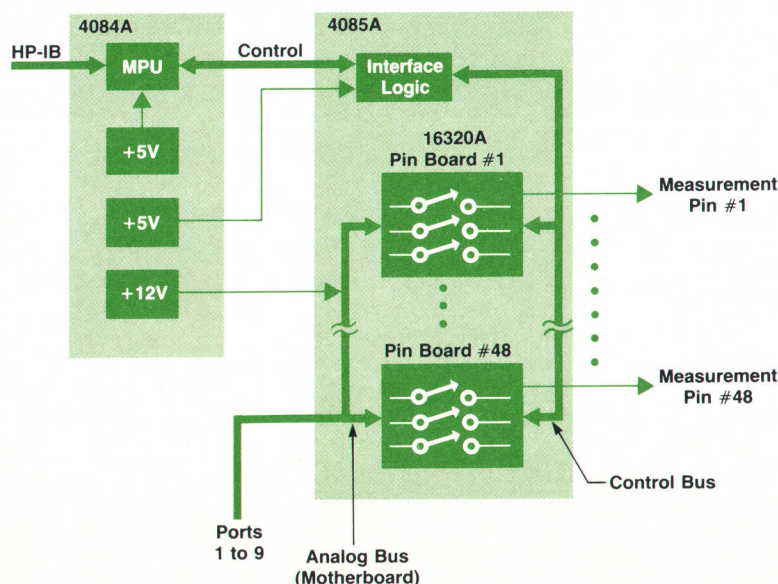 4084A
4085A
HP-IB
MPU
Control
Interface
Logic
+5V
+5V
+12V
16320A
Pin Board #1
Measurement
Pin #1
Pin Board #48
Measurement
Pin #48
Control Bus
Ports
1 to 9
Analog Bus
(Motherboard)